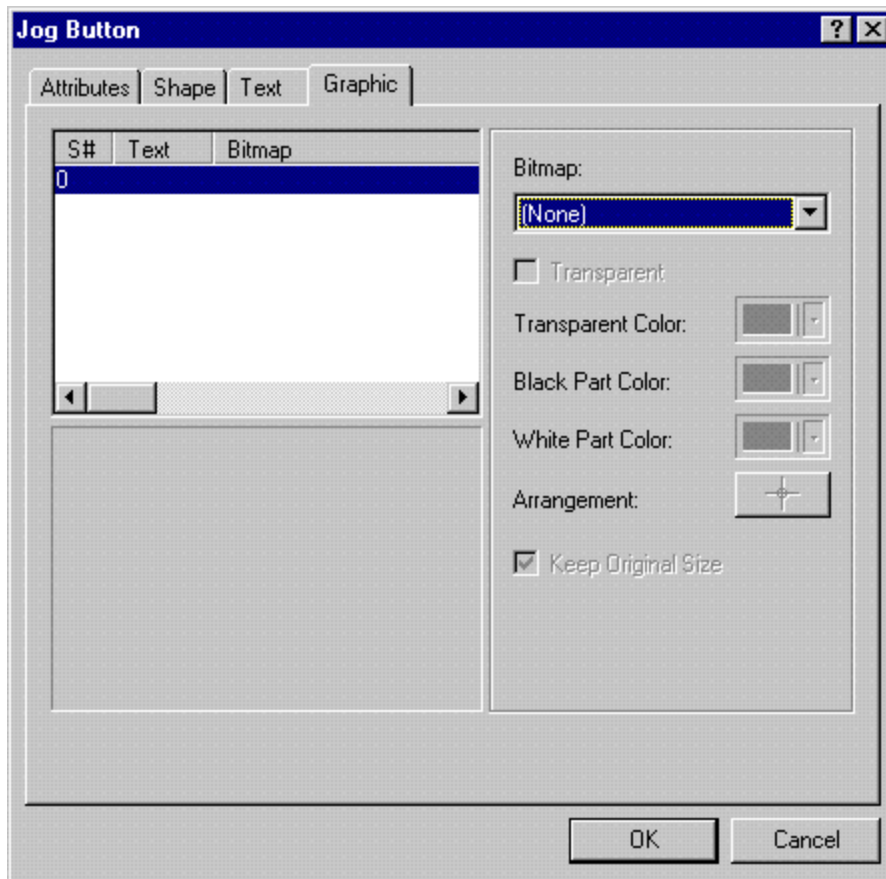 Jog Button
Attributes Shape Text Graphic
S# Text Bitmap
0
Bitmap:
(None)
Transparent
Transparent Color:
Black Part Color:
White Part Color:
Arrangement:
Keep Original Size
OK Cancel